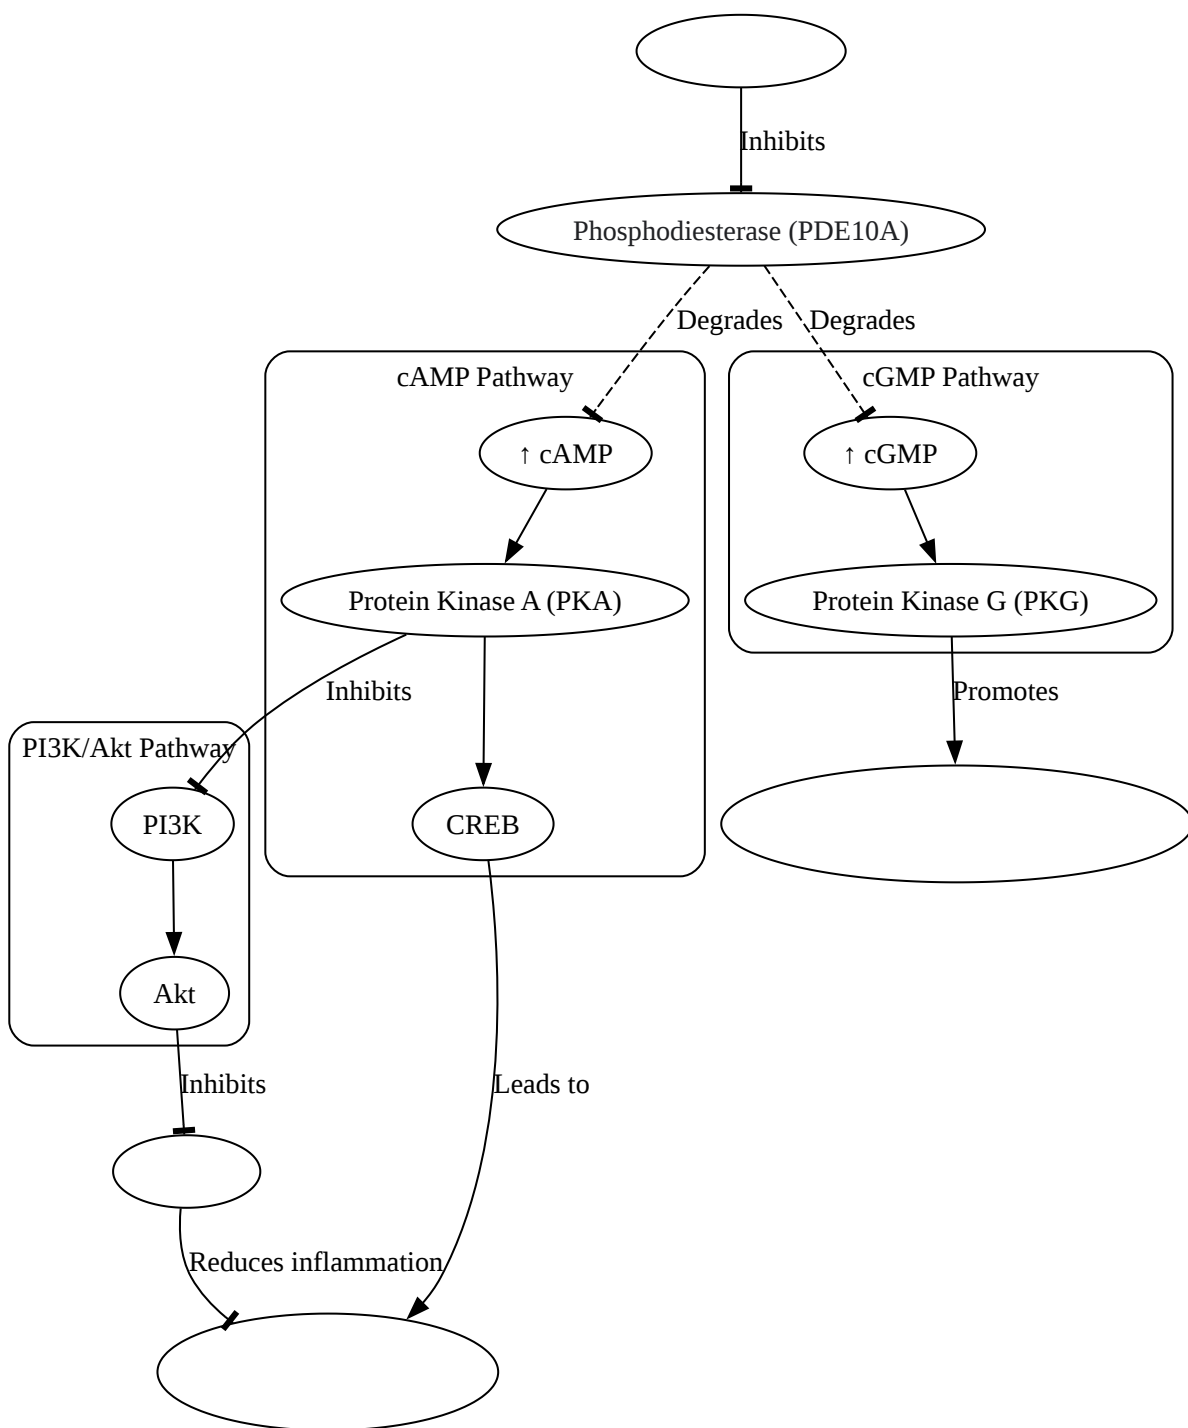 Inhibits
Phosphodiesterase (PDE10A)
Degrades
Degrades
cAMP Pathway
cGMP Pathway
↑ cAMP
↑ cGMP
Protein Kinase A (PKA)
Protein Kinase G (PKG)
Inhibits
Promotes
PI3K/Akt Pathway
PI3K
CREB
Akt
Inhibits
Leads to
Reduces inflammation